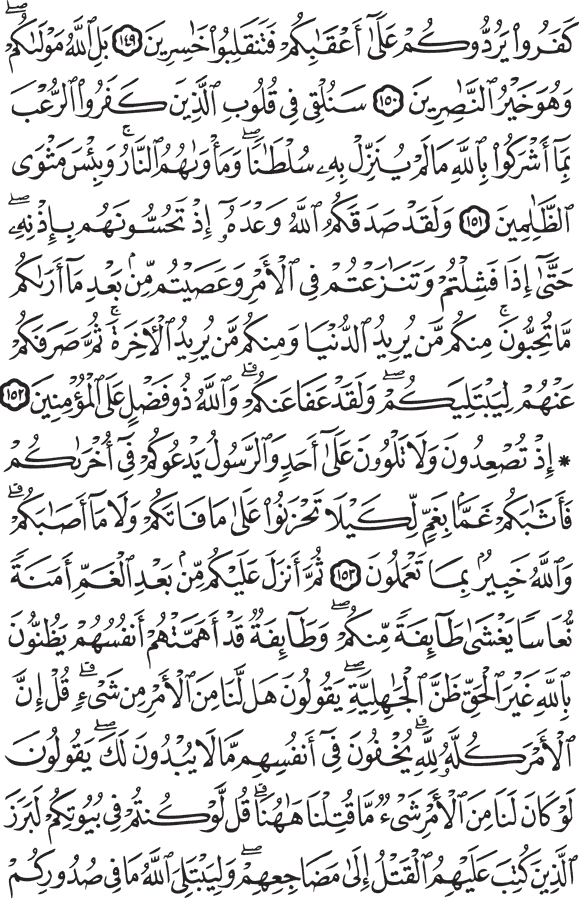 كَفَرُوا۟ يَرُدُّوكُمْ عَلَىٰٓ أَعْقَٰبِكُمْ فَتَنقَلِبُوا۟ خَٰسِرِينَ ١٤٩ بَلِ ٱللَّهُ مَوْلَىٰكُمْ ۖ
وَهُوَ خَيْرُ ٱلنَّٰصِرِينَ ١٥٠ سَنُلْقِى فِى قُلُوبِ ٱلَّذِينَ كَفَرُوا۟ ٱلرُّعْبَ
بِمَآ أَشْرَكُوا۟ بِٱللَّهِ مَا لَمْ يُنَزِّلْ بِهِۦ سُلْطَٰنًا ۖ وَمَأْوَىٰهُمُ ٱلنَّارُ ۚ وَبِئْسَ مَثْوَى
ٱلظَّٰلِمِينَ ١٥١ وَلَقَدْ صَدَقَكُمُ ٱللَّهُ وَعْدَهُۥٓ إِذْ تَحُسُّونَهُم بِإِذْنِهِۦ ۖ
حَتَّىٰٓ إِذَا فَشِلْتُمْ وَتَنَٰزَعْتُمْ فِى ٱلْأَمْرِ وَعَصَيْتُم مِّنۢ بَعْدِ مَآ أَرَىٰكُم
مَّا تُحِبُّونَ ۚ مِنكُم مَّن يُرِيدُ ٱلدُّنْيَا وَمِنكُم مَّن يُرِيدُ ٱلْـَٔاخِرَةَ ۚ ثُمَّ صَرَفَكُمْ
عَنْهُمْ لِيَبْتَلِيَكُمْ ۖ وَلَقَدْ عَفَا عَنكُمْ ۗ وَٱللَّهُ ذُو فَضْلٍ عَلَى ٱلْمُؤْمِنِينَ ١٥٢
* إِذْ تُصْعِدُونَ وَلَا تَلْوُۥنَ عَلَىٰٓ أَحَدٍ وَٱلرَّسُولُ يَدْعُوكُمْ فِىٓ أُخْرَىٰكُمْ
فَأَثَٰبَكُمْ غَمًّۢا بِغَمٍّ لِّكَيْلَا تَحْزَنُوا۟ عَلَىٰ مَا فَاتَكُمْ وَلَا مَآ أَصَٰبَكُمْ ۗ
وَٱللَّهُ خَبِيرٌۢ بِمَا تَعْمَلُونَ ١٥٣ ثُمَّ أَنزَلَ عَلَيْكُم مِّنۢ بَعْدِ ٱلْغَمِّ أَمَنَةً
نُّعَاسًا يَغْشَىٰ طَآئِفَةً مِّنكُمْ ۖ وَطَآئِفَةٌ قَدْ أَهَمَّتْهُمْ أَنفُسُهُمْ يَظُنُّونَ
بِٱللَّهِ غَيْرَ ٱلْحَقِّ ظَنَّ ٱلْجَٰهِلِيَّةِ ۖ يَقُولُونَ هَل لَّنَا مِنَ ٱلْأَمْرِ مِن شَىْءٍ ۗ قُلْ إِنَّ
ٱلْأَمْرَ كُلَّهُۥ لِلَّهِ ۗ يُخْفُونَ فِىٓ أَنفُسِهِم مَّا لَا يُبْدُونَ لَكَ ۖ يَقُولُونَ
لَوْ كَانَ لَنَا مِنَ ٱلْأَمْرِ شَىْءٌ مَّا قُتِلْنَا هَٰهُنَا ۗ قُل لَّوْ كُنتُمْ فِى بُيُوتِكُمْ لَبَرَزَ
ٱلَّذِينَ كُتِبَ عَلَيْهِمُ ٱلْقَتْلُ إِلَىٰ مَضَاجِعِهِمْ ۖ وَلِيَبْتَلِىَ ٱللَّهُ مَا فِى صُدُورِكُمْ